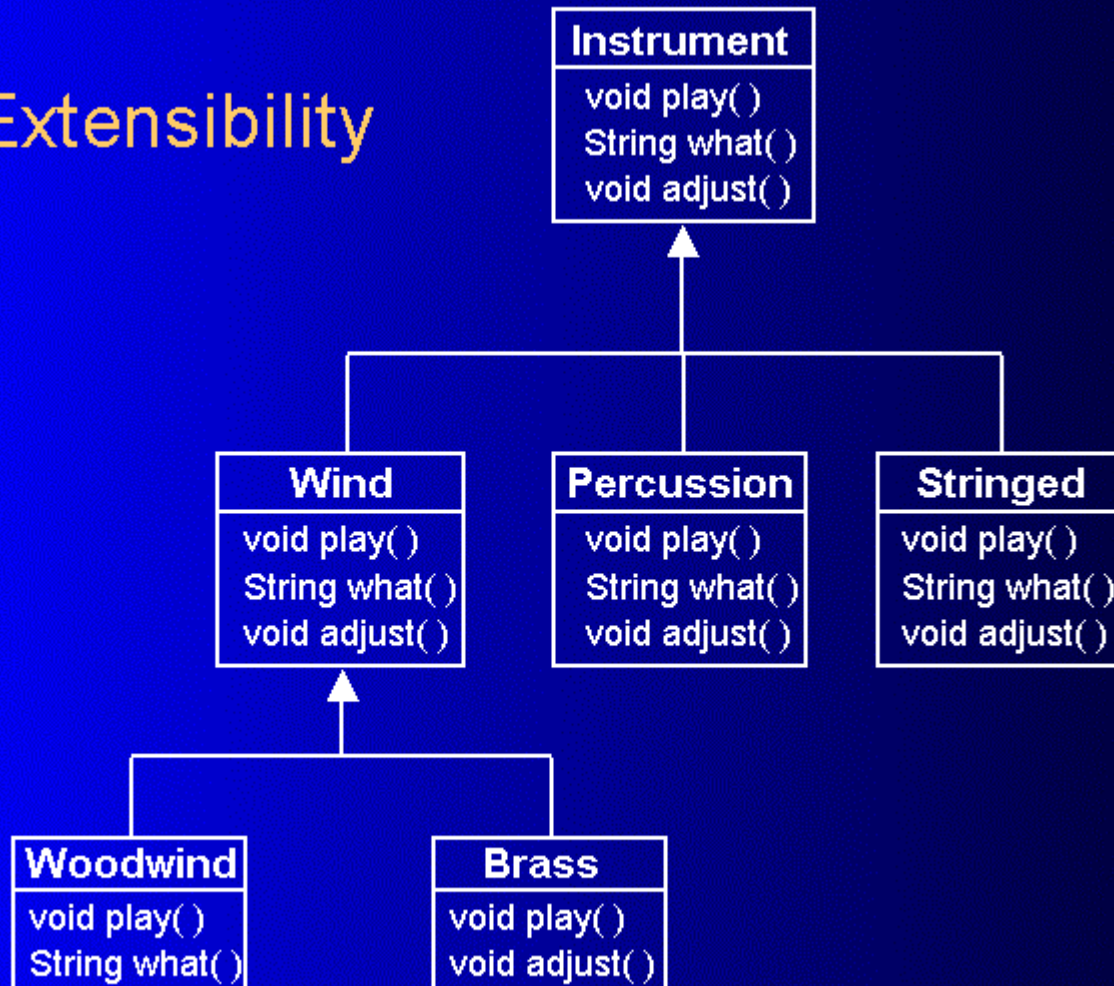 Extensibility
Instrument
void play( )
String what( )
void adjust( )
Wind
void play( )
String what( )
void adjust( )
Percussion
void play( )
String what( )
void adjust( )
Stringed
void play( )
String what( )
void adjust( )
Woodwind
void play( )
String what( )
Brass
void play( )
void adjust( )